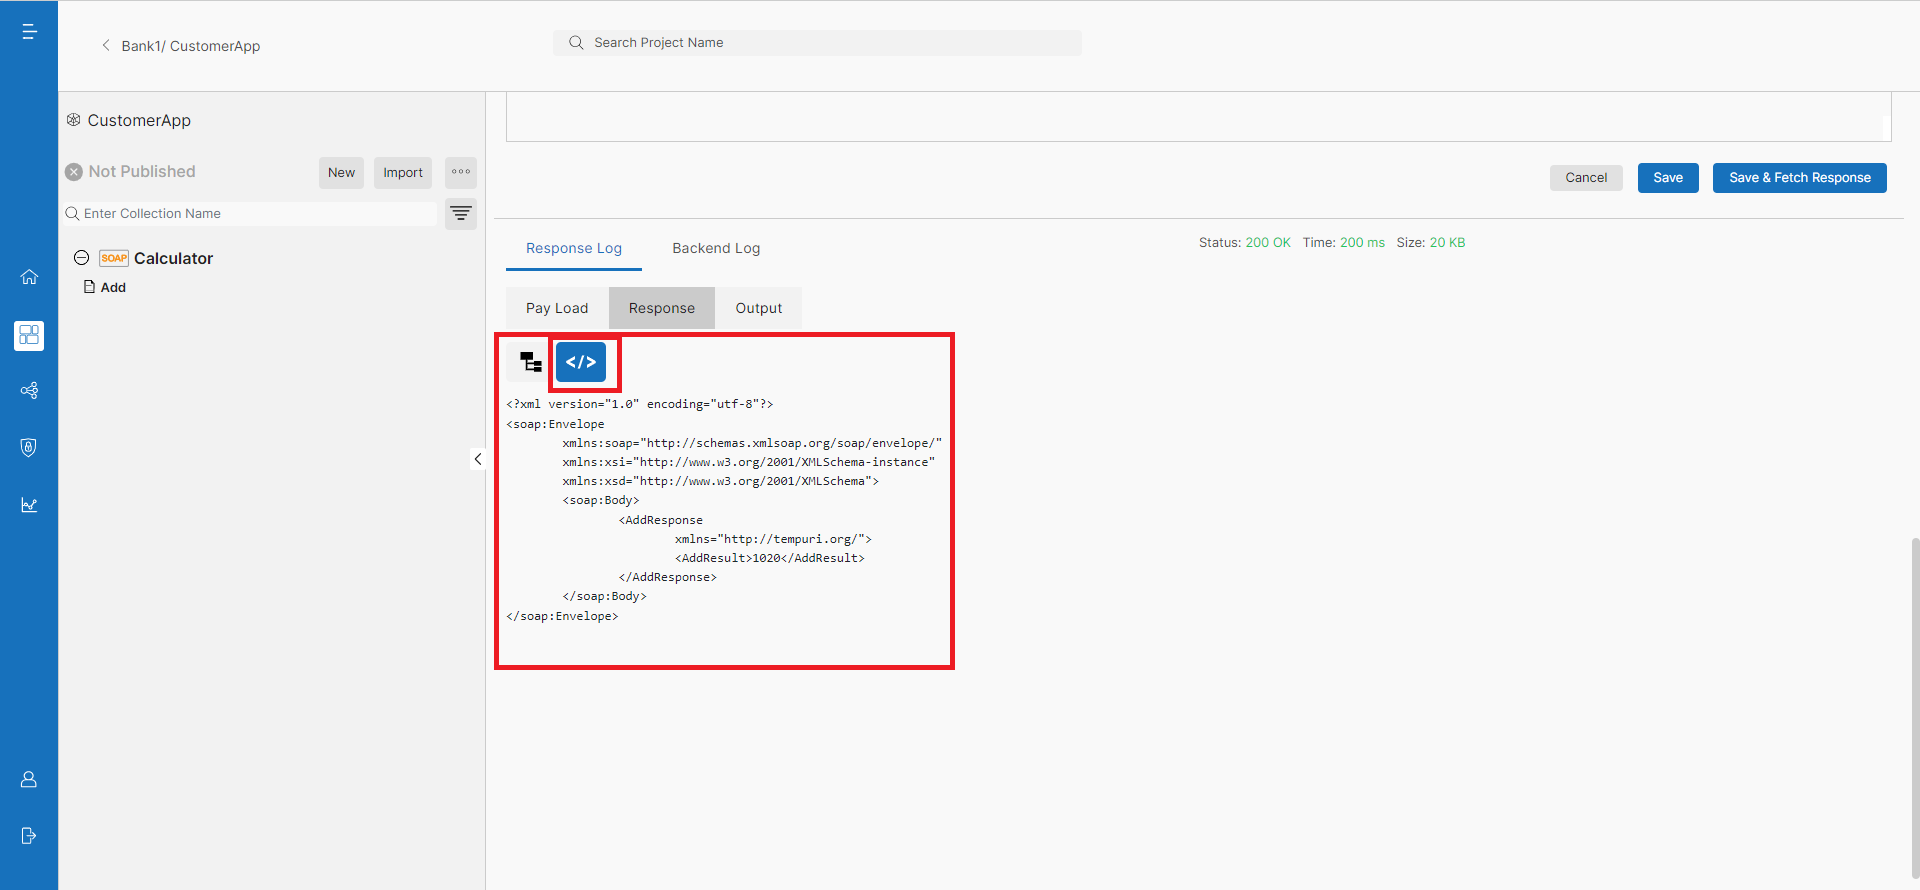 Bank1/ CustomerApp
Search Project Name
CustomerApp
Not Published
New
Import
Enter Collection Name
SOAP Calculator
Add
Cancel
Save
Save & Fetch Response
Response Log
Backend Log
Status: 200 OK Time: 200 ms Size: 20 KB
Pay Load
Response
Output
</>
<?xml version="1.0" encoding="utf-8"?>
<soap:Envelope
xmlns:soap="http://schemas.xmlsoap.org/soap/envelope/"
xmlns:xsi="http://www.w3.org/2001/XMLSchema-instance"
xmlns:xsd="http://www.w3.org/2001/XMLSchema">
<soap:Body>
<AddResponse
xmlns="http://tempuri.org/">
<AddResult>1020</AddResult>
</AddResponse>
</soap:Body>
</soap:Envelope>